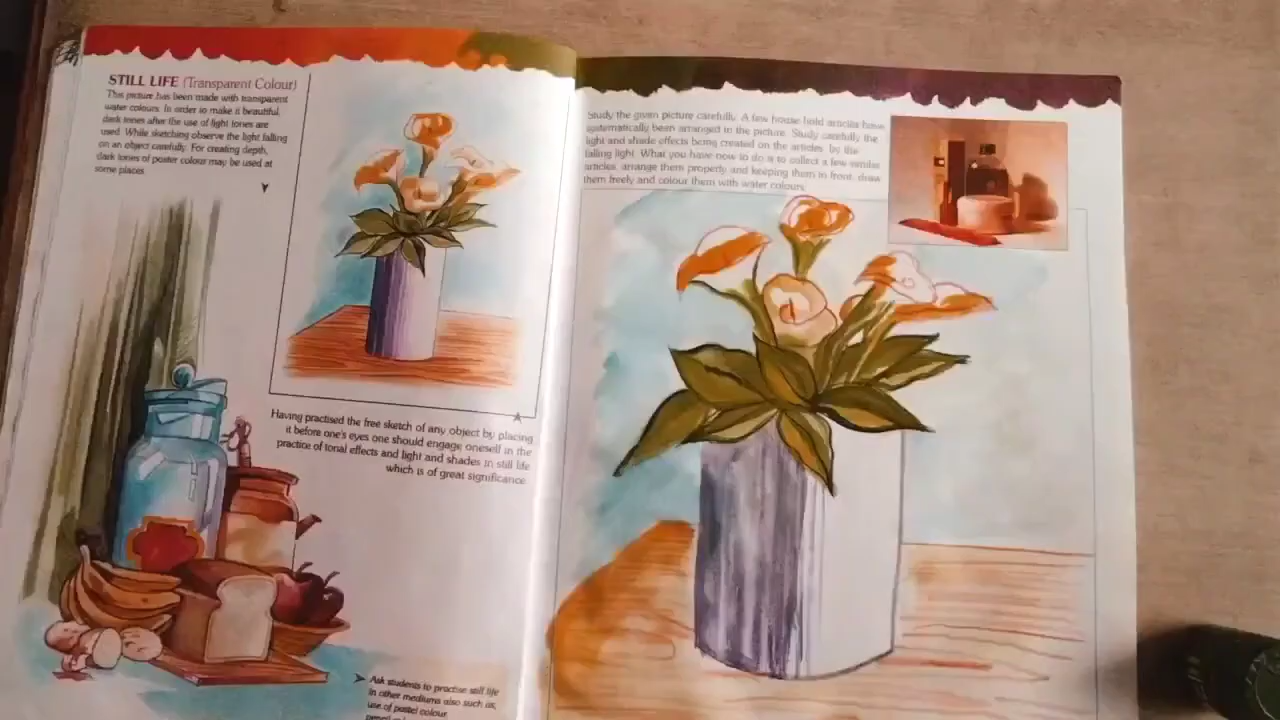 STILL LIFE (Transparent Colour)
This picture has been made with transparent
water colours. In order to make it beautiful,
dark tones after the use of light tones are
used. While sketching observe the light falling
on an object carefully. For creating depth,
dark tones of poster colour may be used at
some places.
Having practised the free sketch of any object by placing
it before one's eyes one should engage oneself in the
practice of tonal effects and light and shades in still life
which is of great significance.
Ask students to practise still life
in other mediums also such as,
use of pastel colour
Study the given picture carefully. A few house hold articles have
systematically been arranged in the picture. Study carefully the
light and shade effects being created on the articles by the
falling light. What you have now to do is to collect a few similar
articles, arrange them properly and keeping them in front, draw
them freely and colour them with water colours.